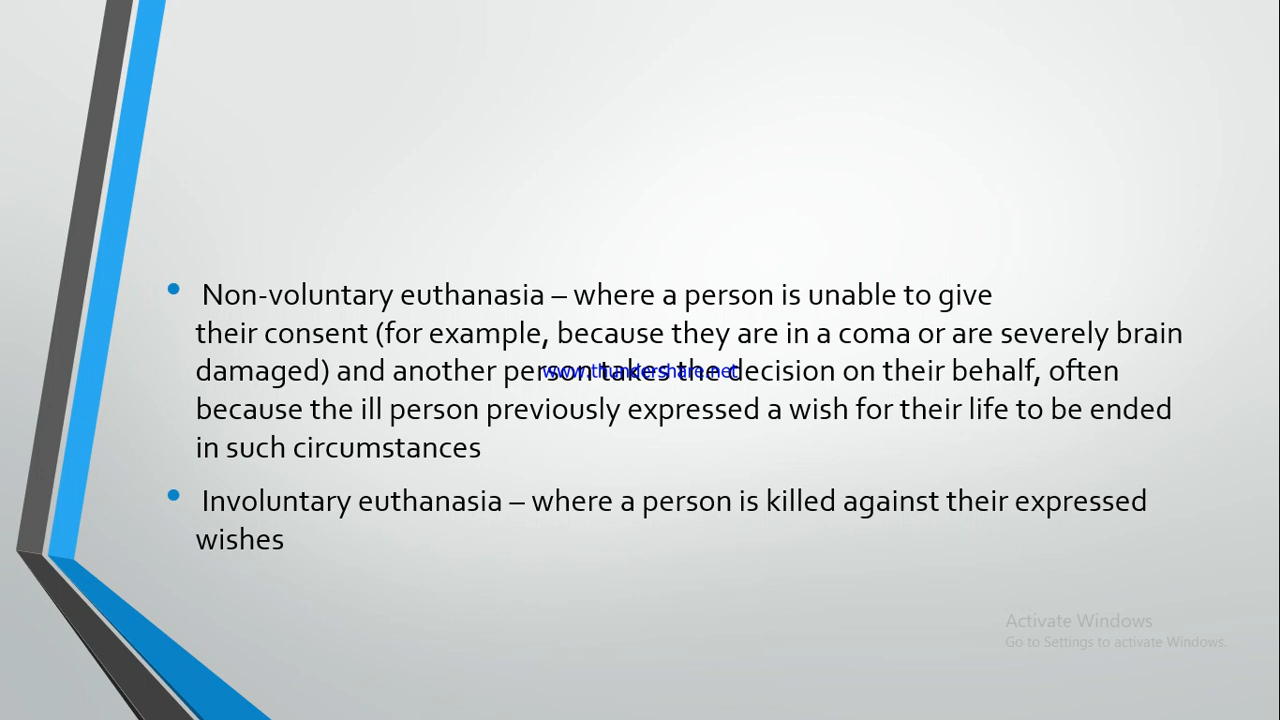 • Non-voluntary euthanasia – where a person is unable to give
their consent (for example, because they are in a coma or are severely brain
damaged) and another person takes the decision on their behalf, often
www.thundershare.net
because the ill person previously expressed a wish for their life to be ended
in such circumstances
• Involuntary euthanasia – where a person is killed against their expressed
wishes
Activate Windows
Go to Settings to activate Windows.